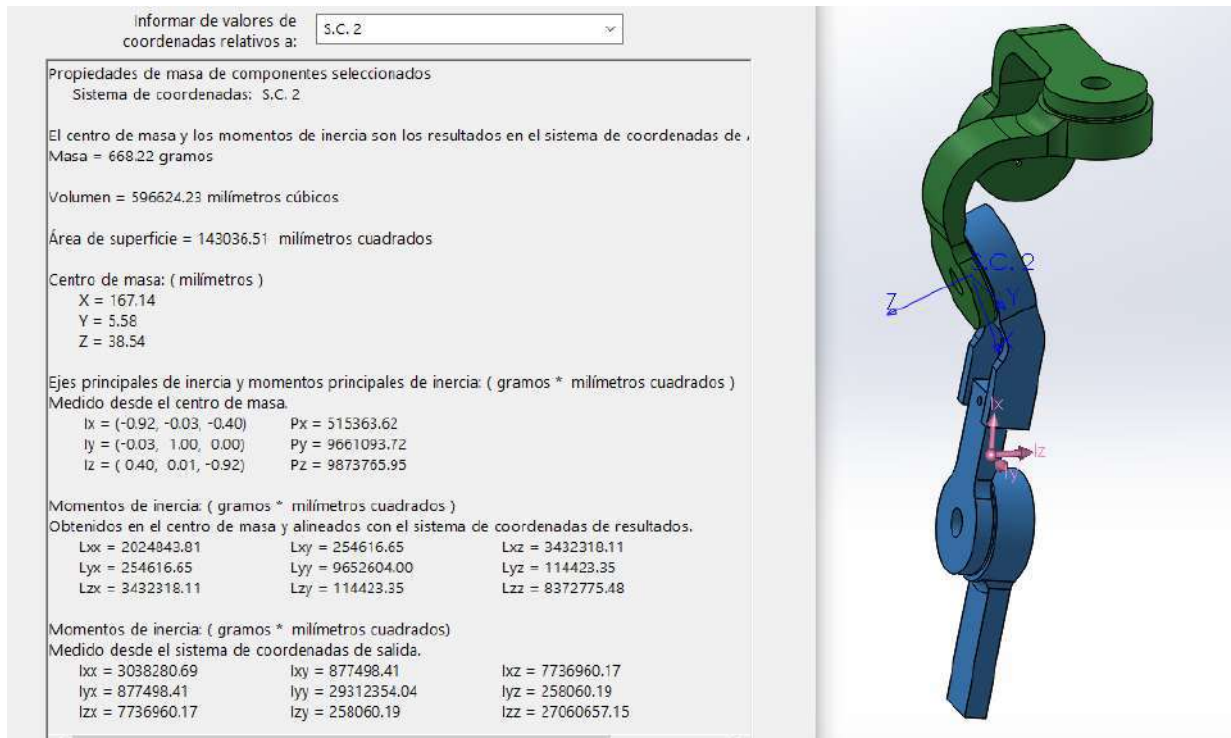 Informar de valores de
coordenadas relativos a:
S.C. 2
Propiedades de masa de componentes seleccionados
Sistema de coordenadas: S.C. 2
El centro de masa y los momentos de inercia son los resultados en el sistema de coordenadas de
Masa = 668.22 gramos
Volumen = 596624.23 milímetros cúbicos
Área de superficie = 143036.51 milímetros cuadrados
Centro de masa: ( milímetros )
X = 167.14
Y = 5.58
Z = 38.54
Ejes principales de inercia y momentos principales de inercia: ( gramos * milímetros cuadrados )
Medido desde el centro de masa.
Ix = (-0.92, -0.03, -0.40) Px = 515363.62
Iy = (-0.03, 1.00, 0.00) Py = 9661093.72
Iz = ( 0.40, 0.01, -0.92) Pz = 9873765.95
Momentos de inercia: ( gramos * milímetros cuadrados )
Obtenidos en el centro de masa y alineados con el sistema de coordenadas de resultados.
Lxx = 2024843.81 Lxy = 254616.65 Lxz = 3432318.11
Lyx = 254616.65 Lyy = 9652604.00 Lyz = 114423.35
Lzx = 3432318.11 Lzy = 114423.35 Lzz = 8372775.48
Momentos de inercia: ( gramos * milímetros cuadrados)
Medido desde el sistema de coordenadas de salida.
Ixx = 3038280.69 Ixy = 877498.41 Ixz = 7736960.17
Iyx = 877498.41 Iyy = 29312354.04 Iyz = 258060.19
Izx = 7736960.17 Izy = 258060.19 Izz = 27060657.15
S.C. 2
Z
Y
X
Ix
Iz
Iy